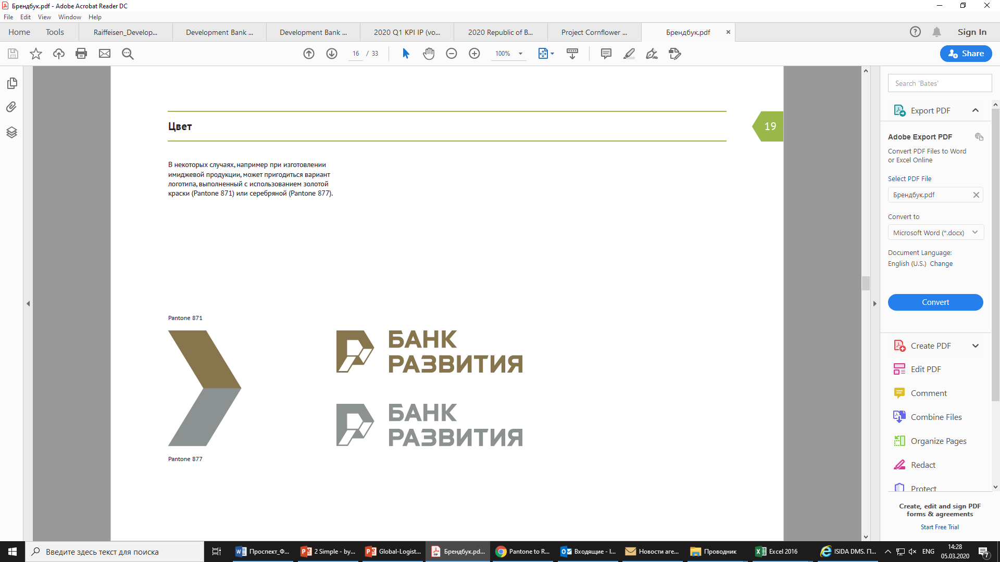 Брендбук.pdf - Adobe Acrobat Reader DC
File Edit View Window Help
Home Tools Raiffeisen_Develop... Development Bank ... Development Bank ... 2020 Q1 KPI IP (vo... 2020 Republic of B... Project Cornflower ... Брендбук.pdf Sign In
16 / 33 100% Share
Search 'Bates'
Export PDF
Adobe Export PDF
Convert PDF Files to Word
or Excel Online
Select PDF File
Брендбук.pdf
Convert to
Microsoft Word (*.docx)
Document Language:
English (U.S.) Change
Convert
Create PDF
Edit PDF
Comment
Combine Files
Organize Pages
Redact
Protect
Create, edit and sign PDF
forms & agreements
Start Free Trial
Цвет
19
В некоторых случаях, например при изготовлении
имиджевой продукции, может пригодиться вариант
логотипа, выполненный с использованием золотой
краски (Pantone 871) или серебряной (Pantone 877).
Pantone 871
БАНК
РАЗВИТИЯ
БАНК
РАЗВИТИЯ
Pantone 877
Введите здесь текст для поиска
Проспект_Ф... 2 Simple - by... Global-Logist... Брендбук.pd... Pantone to R... Входящие - I... Новости аге... Проводник Excel 2016 ISIDA DMS. П... ENG
14:28
05.03.2020
7